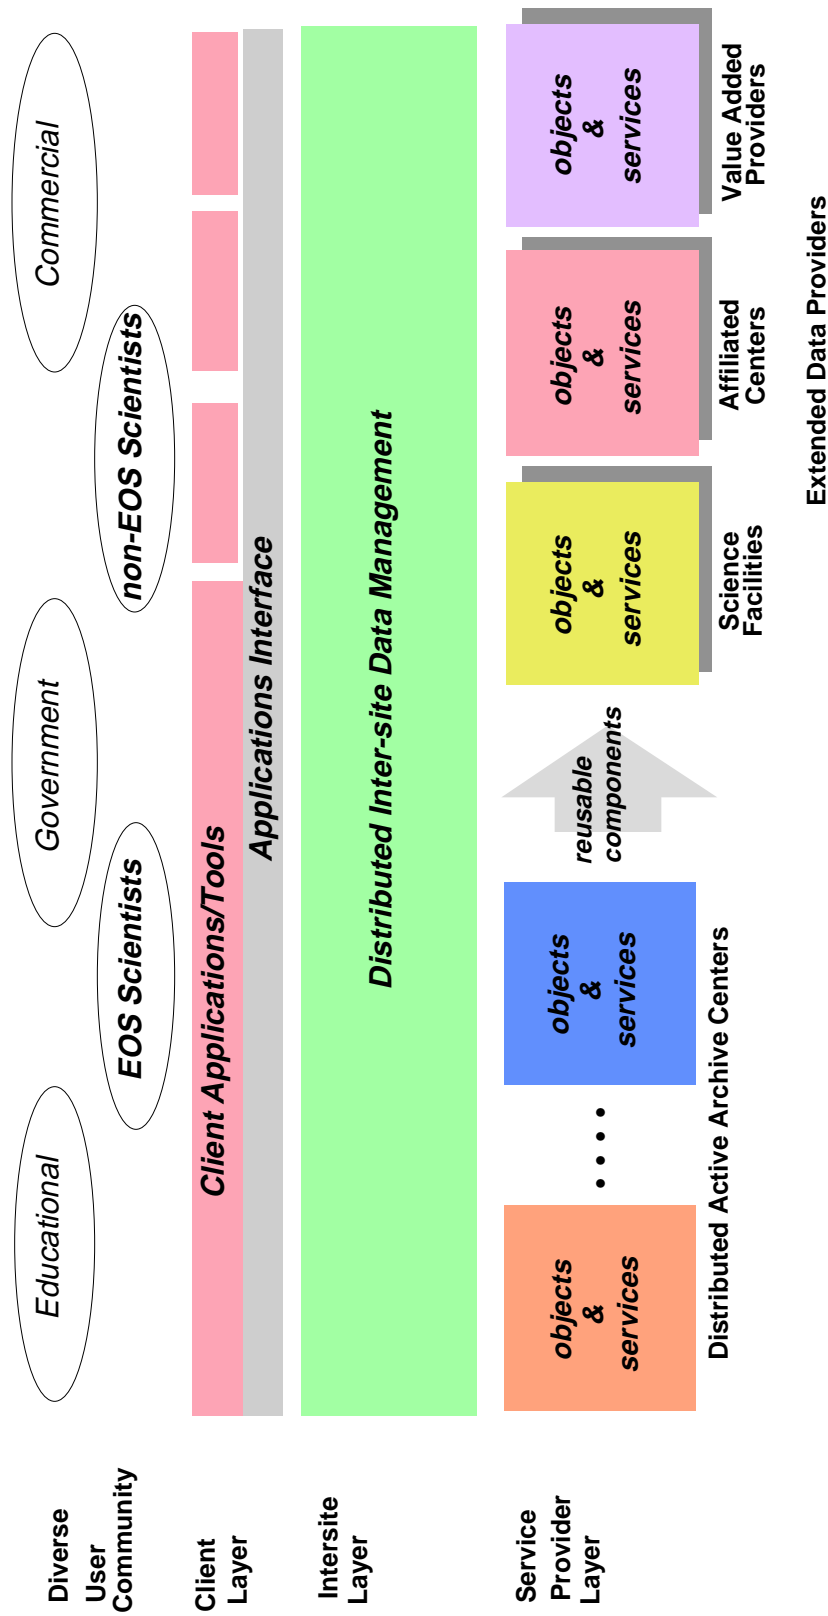 Diverse
User
Community
Educational
EOS Scientists
Government
non-EOS Scientists
Commercial
Client
Layer
Client Applications/Tools
Applications Interface
Intersite
Layer
Distributed Inter-site Data Management
Service
Provider
Layer
objects
&
services
objects
&
services
reusable
components
objects
&
services
objects
&
services
objects
&
services
Distributed Active Archive Centers
Science
Facilities
Affiliated
Centers
Value Added
Providers
Extended Data Providers